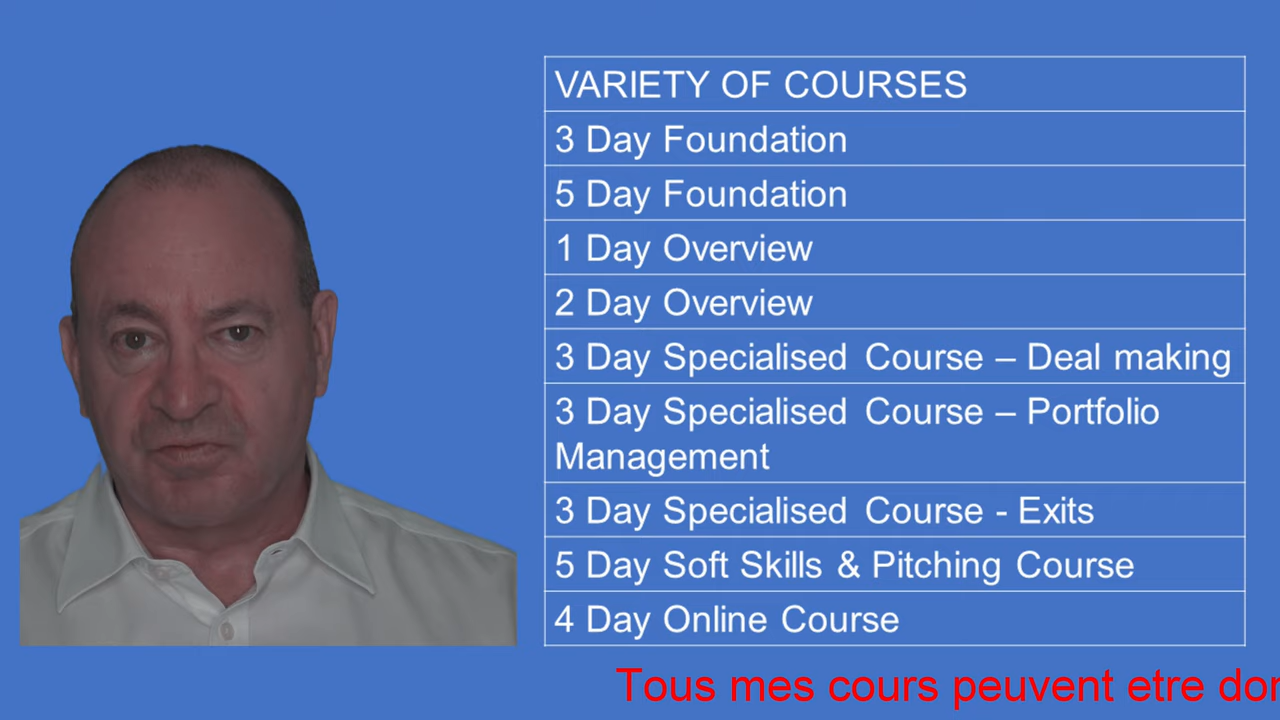 VARIETY OF COURSES
3 Day Foundation
5 Day Foundation
1 Day Overview
2 Day Overview
3 Day Specialised Course – Deal making
3 Day Specialised Course – Portfolio
Management
3 Day Specialised Course - Exits
5 Day Soft Skills & Pitching Course
4 Day Online Course
Tous mes cours peuvent etre